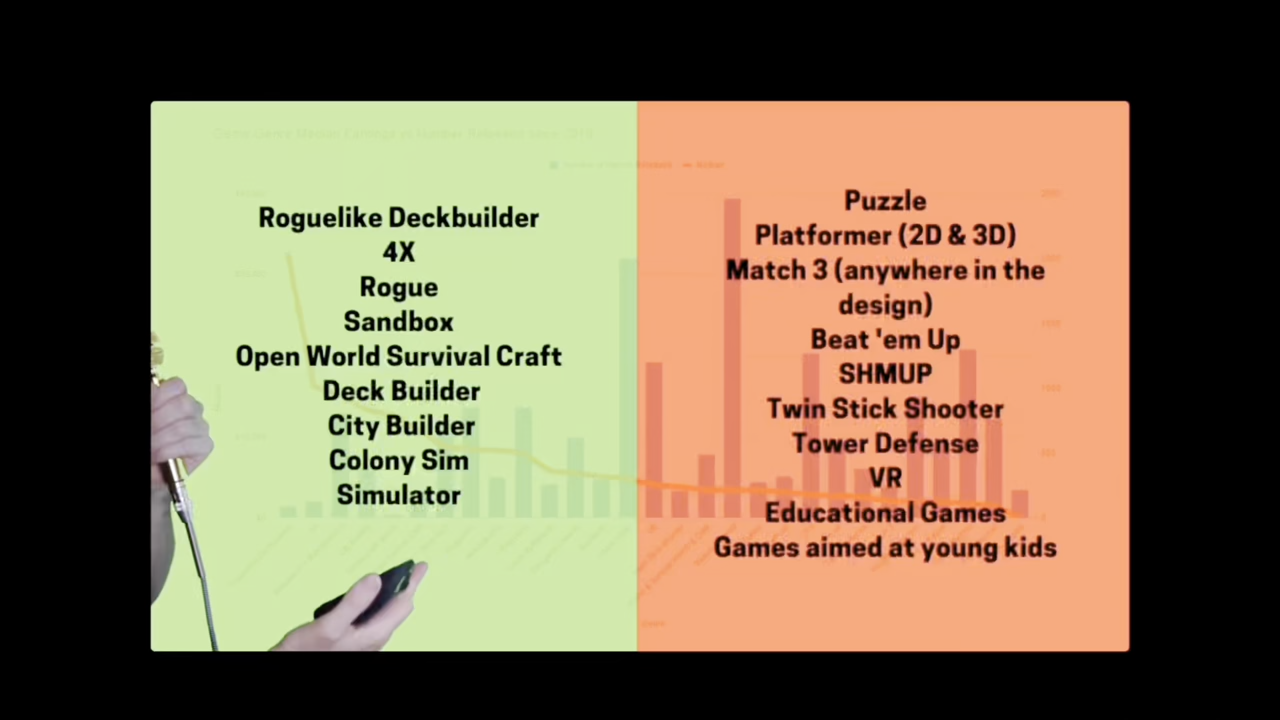 Roguelike Deckbuilder
4X
Rogue
Sandbox
Open World Survival Craft
Deck Builder
City Builder
Colony Sim
Simulator
Puzzle
Platformer (2D & 3D)
Match 3 (anywhere in the
design)
Beat 'em Up
SHMUP
Twin Stick Shooter
Tower Defense
VR
Educational Games
Games aimed at young kids